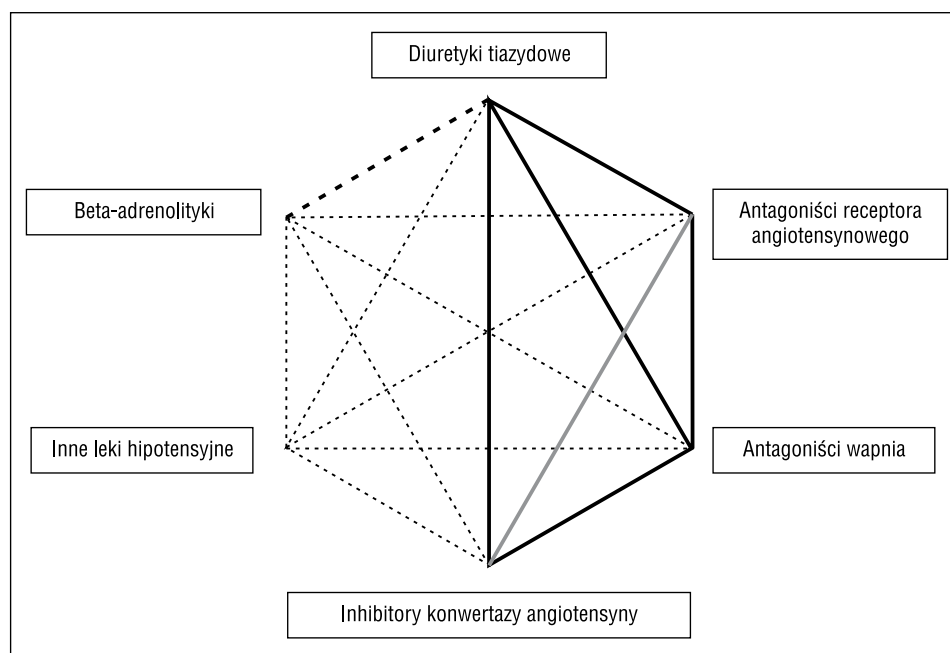 Diuretyki tiazydowe
Beta-adrenolityki
Antagoniści receptora
angiotensynowego
Inne leki hipotensyjne
Antagoniści wapnia
Inhibitory konwertazy angiotensyny